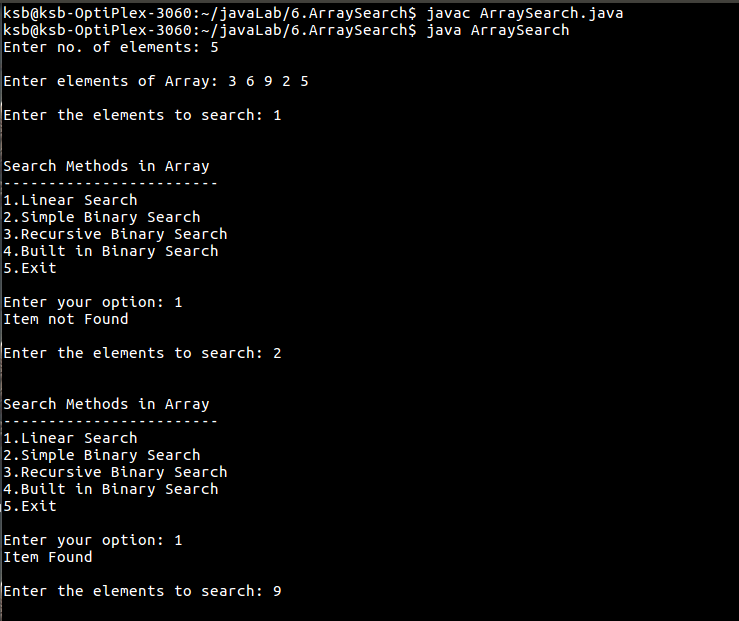 ksb@ksb-OptiPlex-3060:~/javaLab/6.ArraySearch$ javac ArraySearch.java
ksb@ksb-OptiPlex-3060:~/javaLab/6.ArraySearch$ java ArraySearch
Enter no. of elements: 5
Enter elements of Array: 3 6 9 2 5
Enter the elements to search: 1
Search Methods in Array
------------------------
1.Linear Search
2.Simple Binary Search
3.Recursive Binary Search
4.Built in Binary Search
5.Exit
Enter your option: 1
Item not Found
Enter the elements to search: 2
Search Methods in Array
------------------------
1.Linear Search
2.Simple Binary Search
3.Recursive Binary Search
4.Built in Binary Search
5.Exit
Enter your option: 1
Item Found
Enter the elements to search: 9